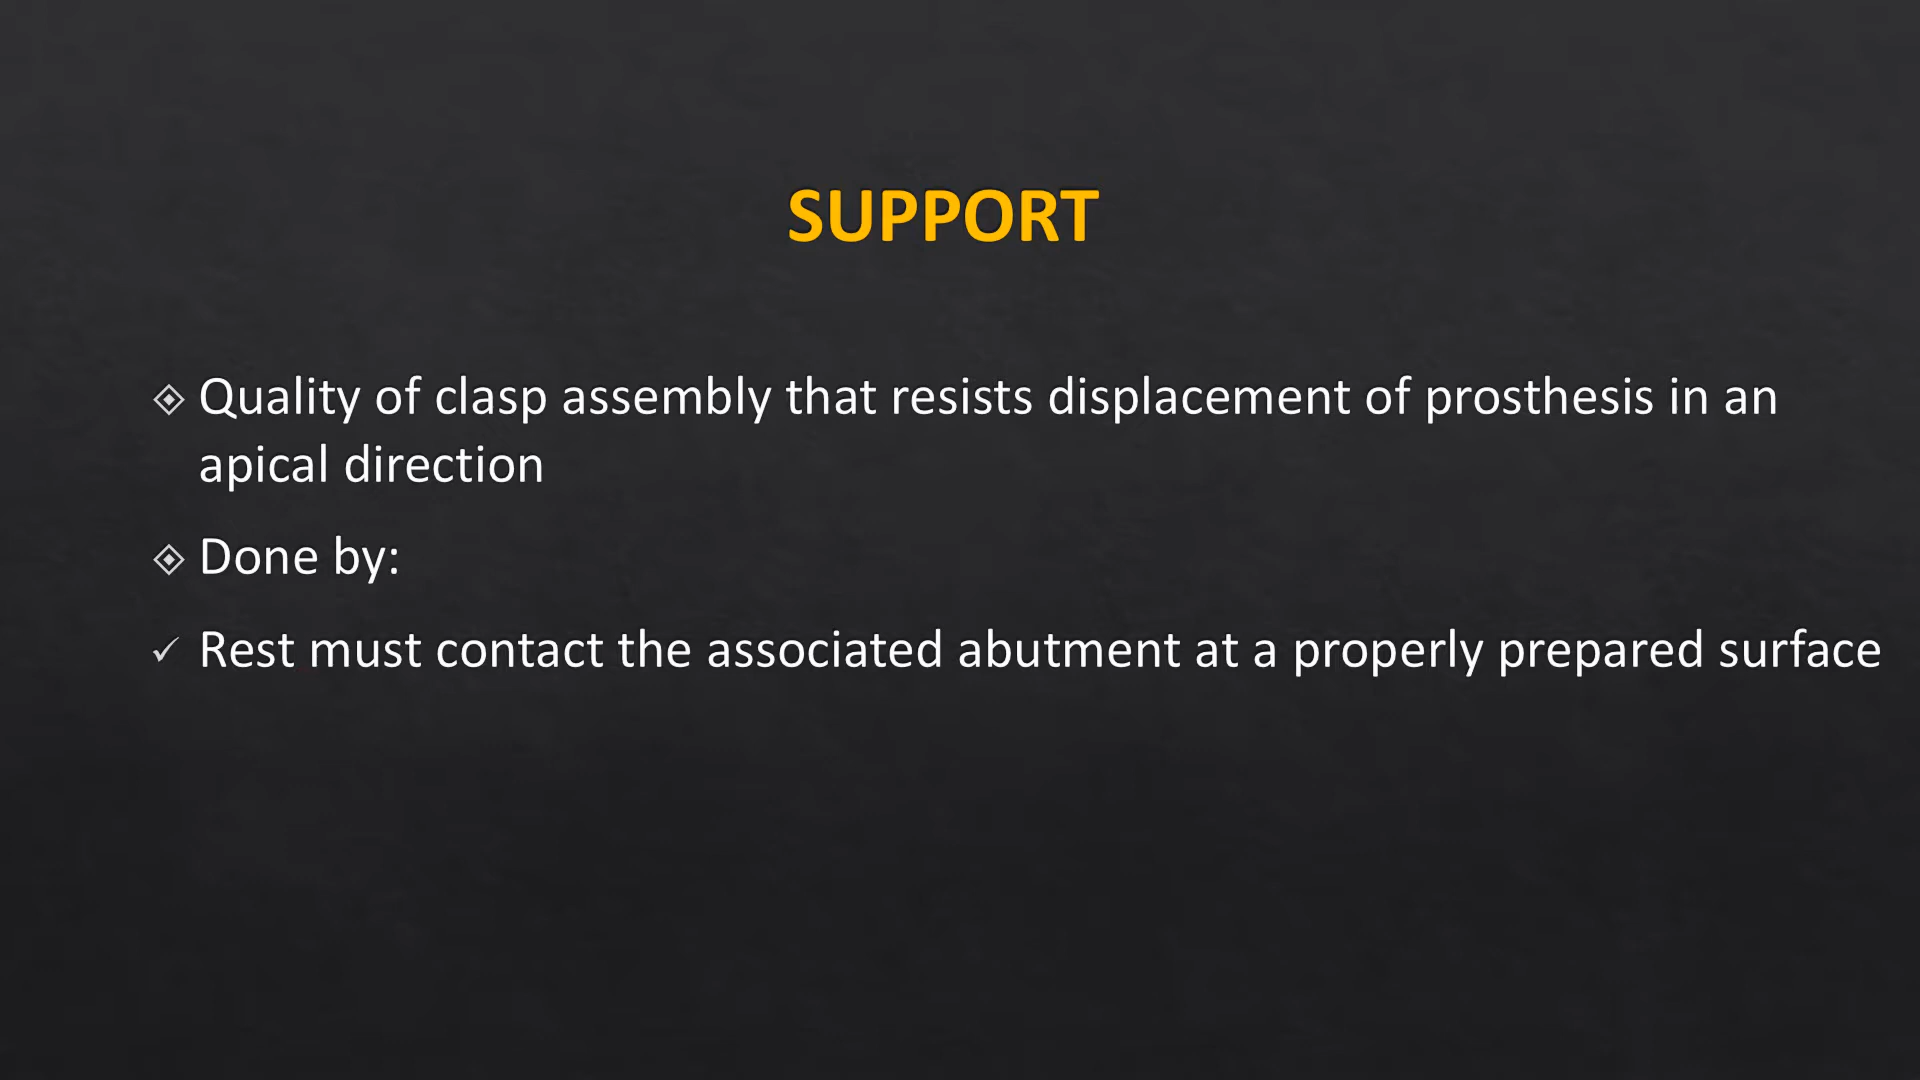 SUPPORT
Quality of clasp assembly that resists displacement of prosthesis in an
apical direction
Done by:
Rest must contact the associated abutment at a properly prepared surface